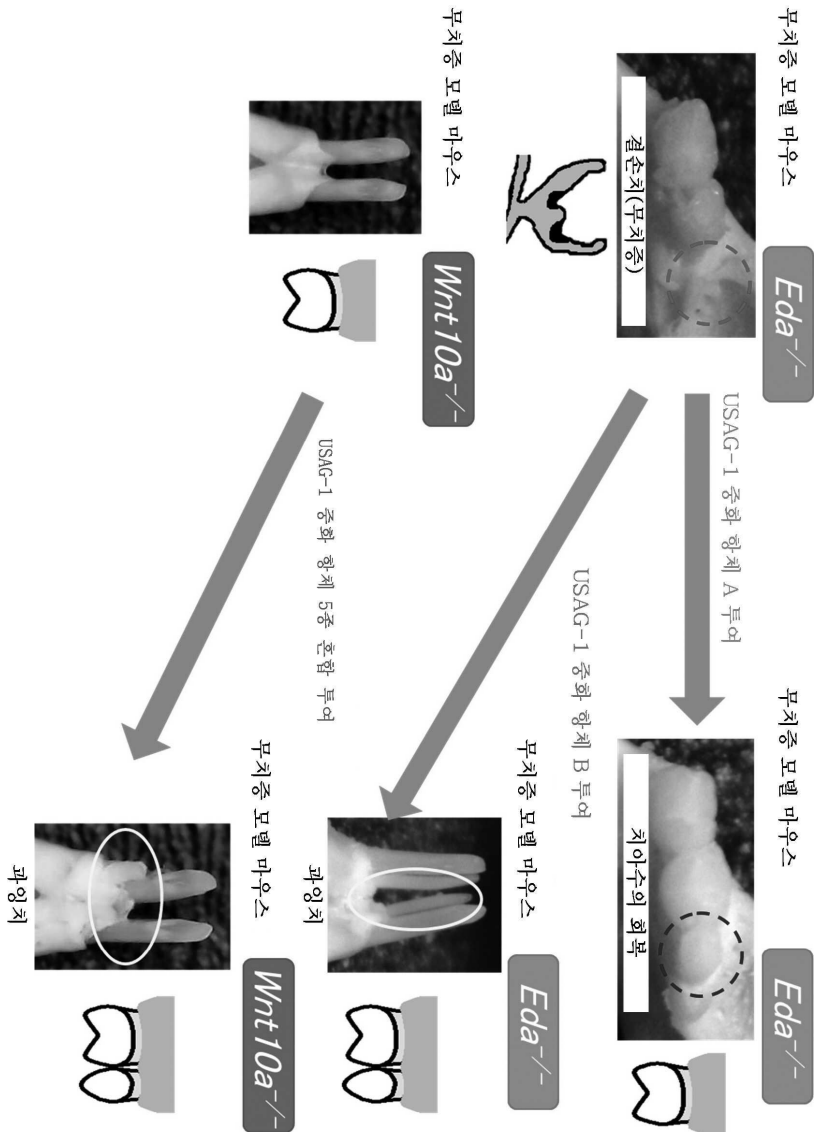 무치증 모델 마우스
Eda-/-
결손치(무치증)
USAG-1 중화 항체 A 투여
무치증 모델 마우스
Eda-/-
치아수의 회복
USAG-1 중화 항체 B 투여
무치증 모델 마우스
Eda-/-
과잉치
무치증 모델 마우스
Wnt10a-/-
USAG-1 중화 항체 5종 혼합 투여
무치증 모델 마우스
Wnt10a-/-
과잉치